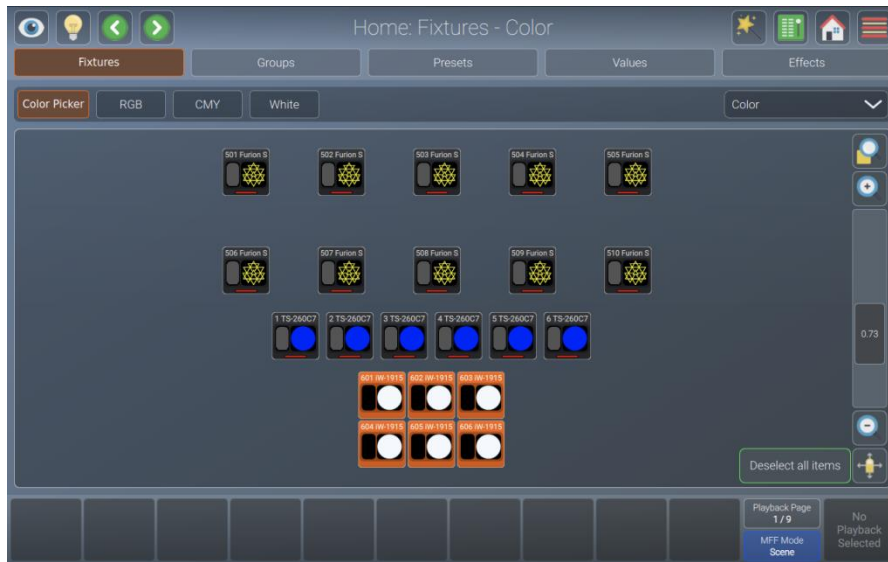 Home: Fixtures - Color
Fixtures
Groups
Presets
Values
Effects
Color Picker
RGB
CMY
White
Color
501 Furion S
502 Furion S
503 Furion S
504 Furion S
505 Furion S
506 Furion S
507 Furion S
508 Furion S
509 Furion S
510 Furion S
1 TS-260C7
2 TS-260C7
3 TS-260C7
4 TS-260C7
5 TS-260C7
6 TS-260C7
0.73
601 iW-1915
602 iW-1915
603 iW-1915
604 iW-1915
605 iW-1915
606 iW-1915
Deselect all items
Playback Page
1 / 9
MFF Mode
Scene
No
Playback
Selected